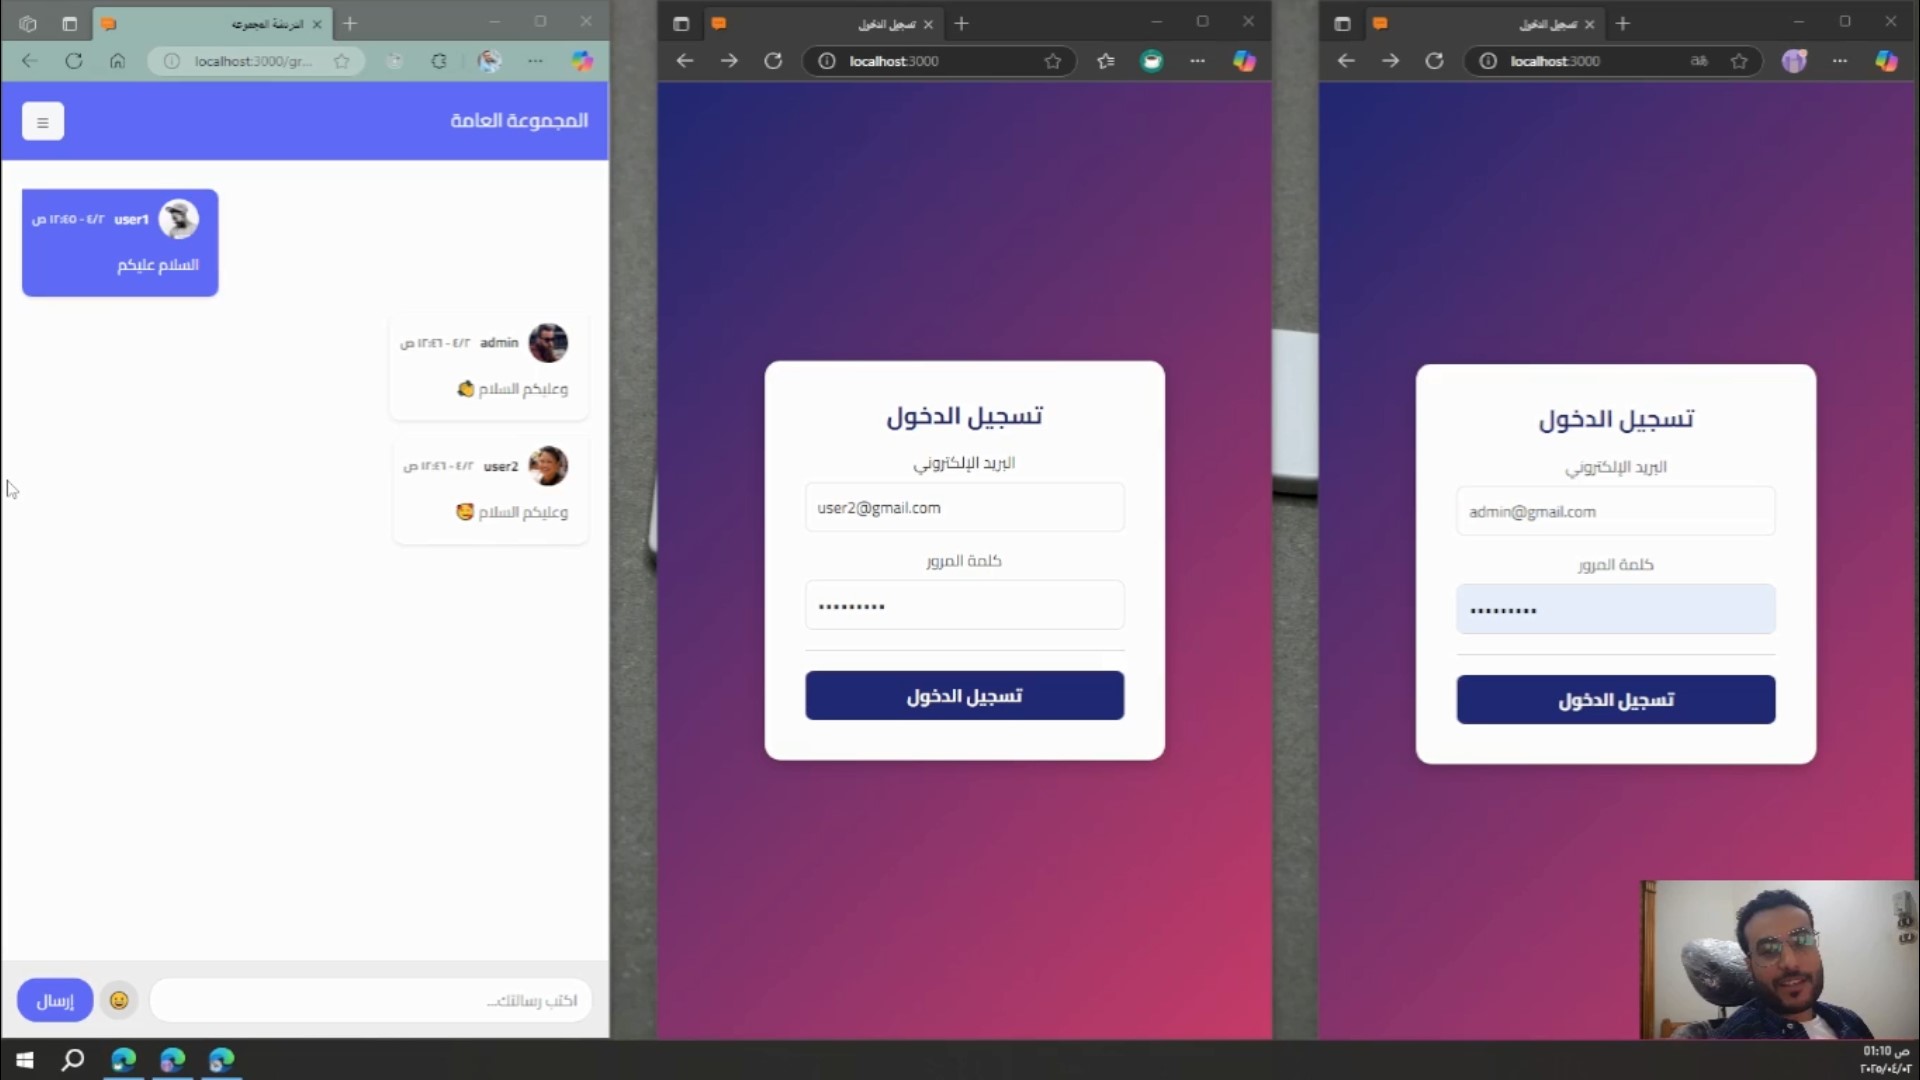 الدردشة المجموعه
localhost:3000/gr...
المجموعة العامة
user1 ٤/٢ - ١٢:٤٥ ص
السلام عليكم
admin ٤/٢ - ١٢:٤٦ ص
وعليكم السلام
user2 ٤/٢ - ١٢:٤٦ ص
وعليكم السلام 🥰
اكتب رسالتك...
إرسال
تسجيل الدخول
localhost:3000
تسجيل الدخول
البريد الإلكتروني
user2@gmail.com
كلمة المرور
•••••••••
تسجيل الدخول
تسجيل الدخول
localhost:3000
تسجيل الدخول
البريد الإلكتروني
admin@gmail.com
كلمة المرور
•••••••••
تسجيل الدخول
01:10 ص
٢٠٢٥/٠٤/٠٢